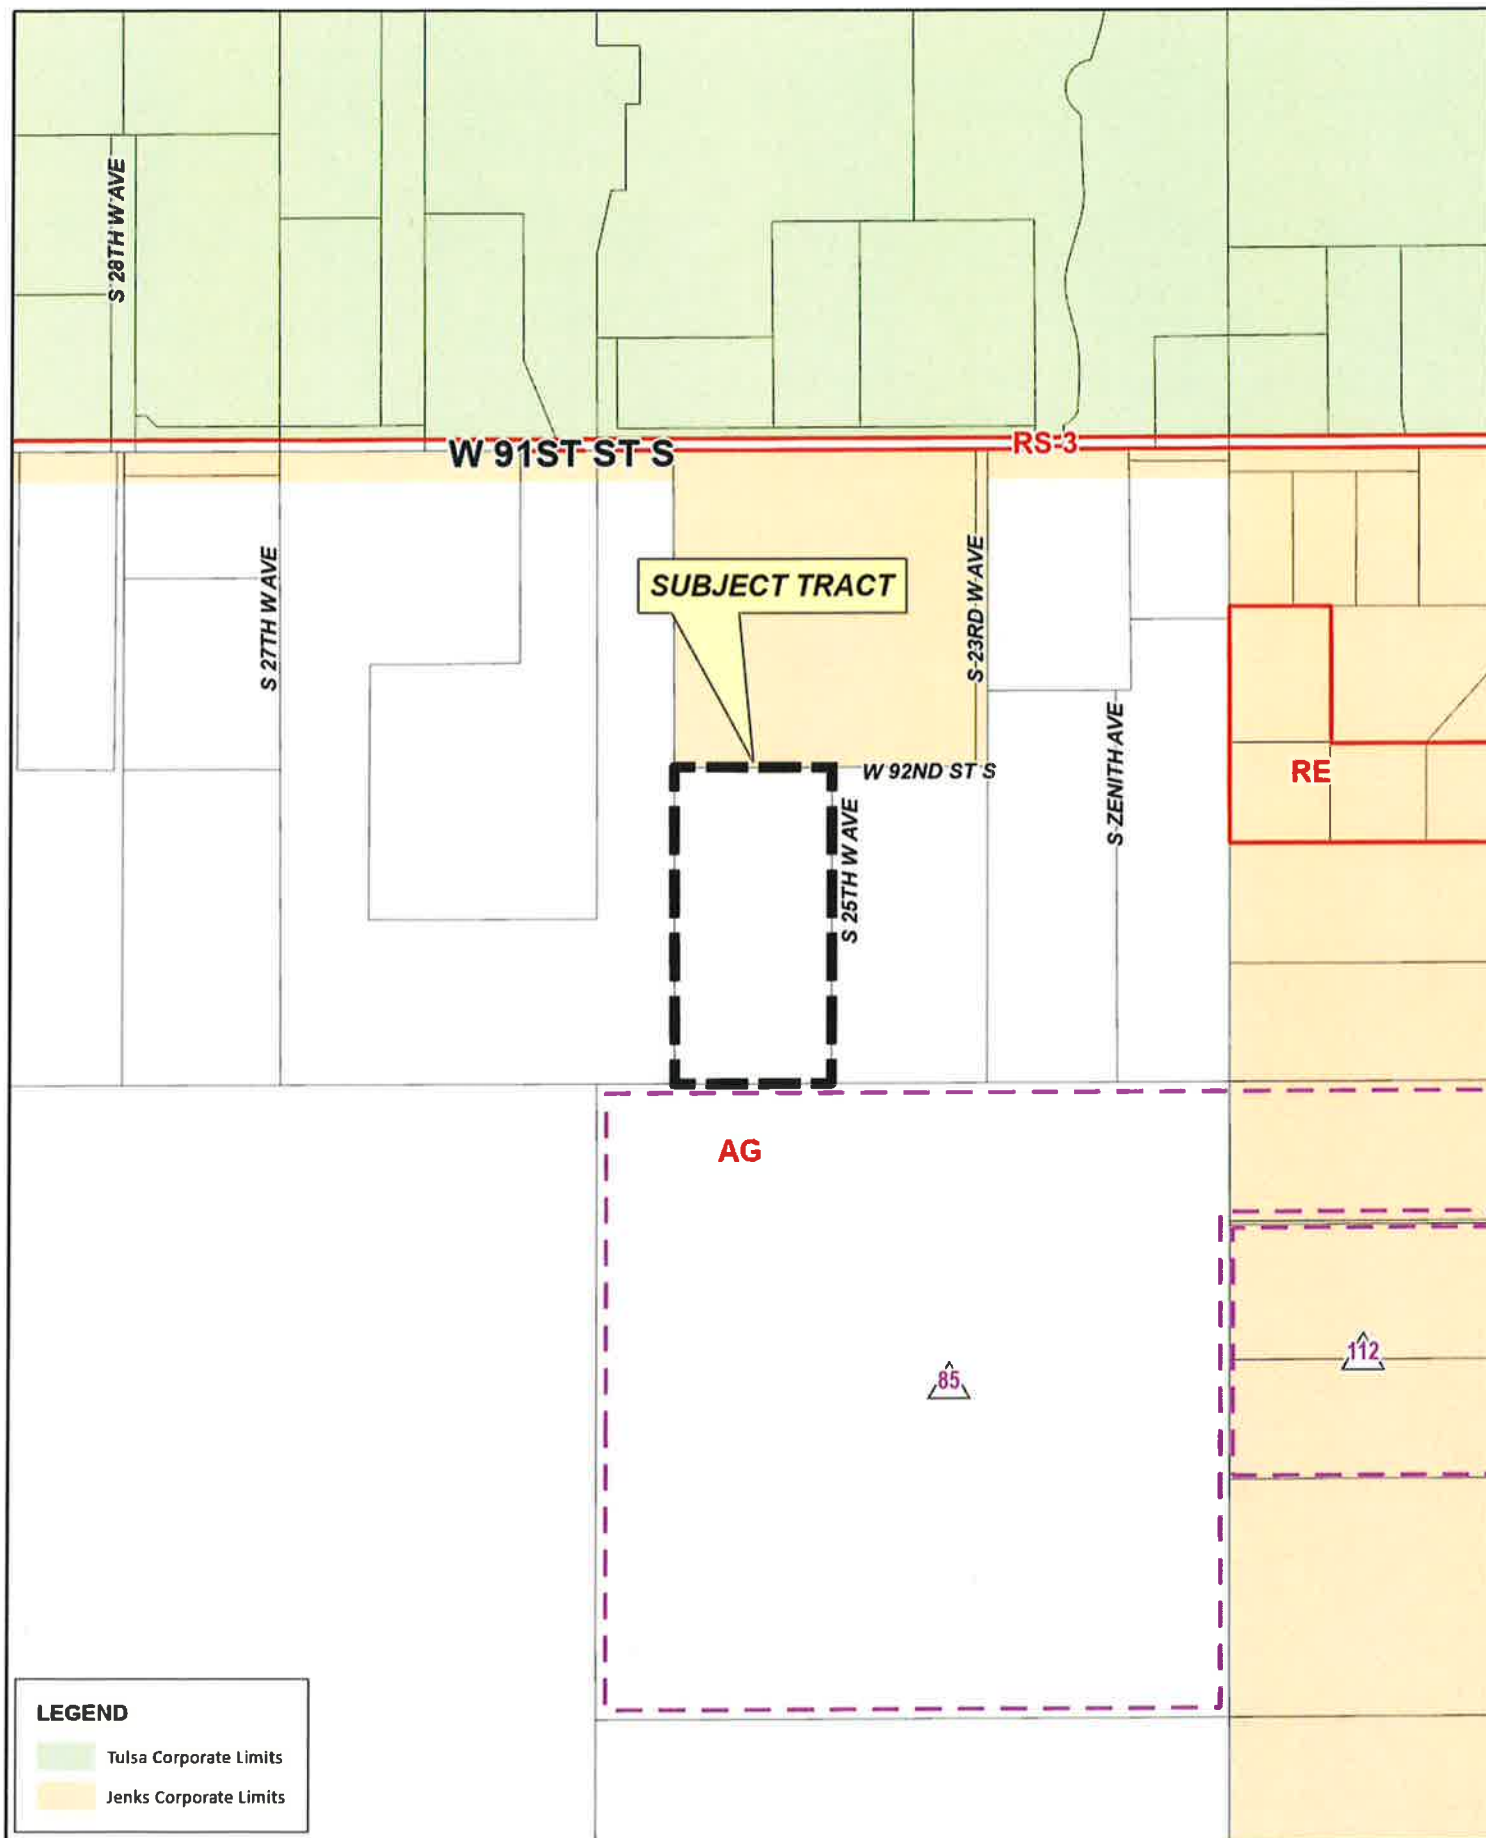 S 28TH W AVE
W 91ST ST S
RS-3
S 27TH W AVE
SUBJECT TRACT
S 23RD W AVE
S ZENITH AVE
W 92ND ST S
RE
S 25TH W AVE
AG
112
85
LEGEND
Tulsa Corporate Limits
Jenks Corporate Limits